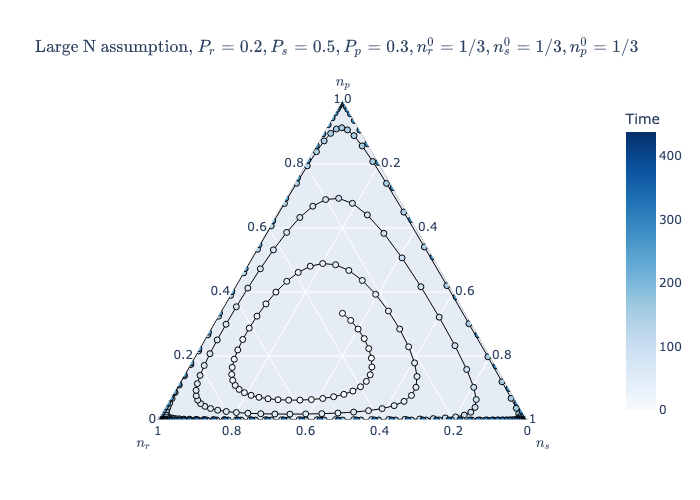 Large N assumption, $P_r = 0.2, P_s = 0.5, P_p = 0.3, n_r^0 = 1/3, n_s^0 = 1/3, n_p^0 = 1/3$
$n_p$
1.0
Time
0.8 0.2
0.6 0.4
0.4 0.6
0.2 0.8
0 1
1 0.8 0.6 0.4 0.2 0
$n_r$ $n_s$
400
300
200
100
0